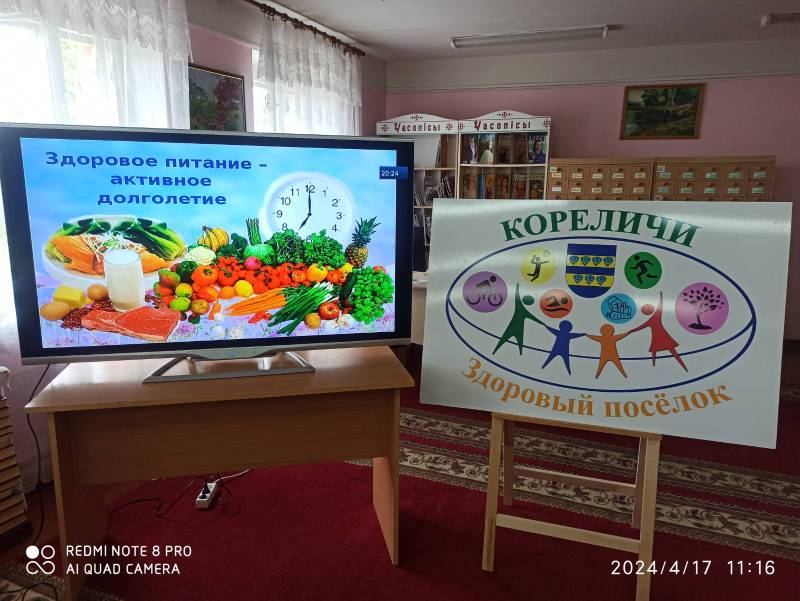 Часопісы
Часопісы
Здоровое питание –
активное
долголетие
20:24
12
КОРЕЛИЧИ
Здоровый посёлок
REDMI NOTE 8 PRO
AI QUAD CAMERA
2024/4/17 11:16